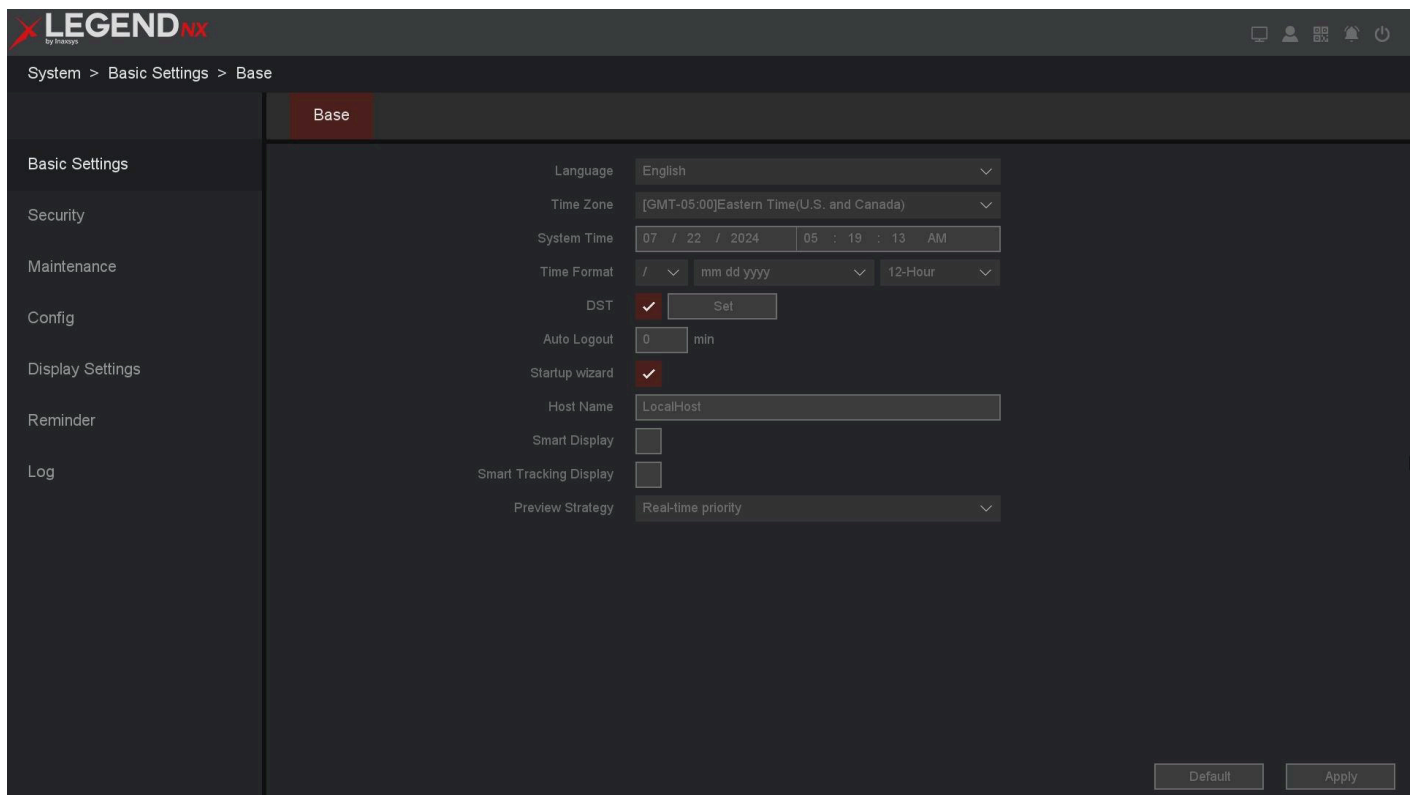 LEGEND NX
by Inaxsys
System > Basic Settings > Base
Base
Basic Settings
Security
Maintenance
Config
Display Settings
Reminder
Log
Language English
Time Zone [GMT-05:00]Eastern Time(U.S. and Canada)
System Time 07 / 22 / 2024 05 : 19 : 13 AM
Time Format / mm dd yyyy 12-Hour
DST Set
Auto Logout 0 min
Startup wizard
Host Name LocalHost
Smart Display
Smart Tracking Display
Preview Strategy Real-time priority
Default Apply